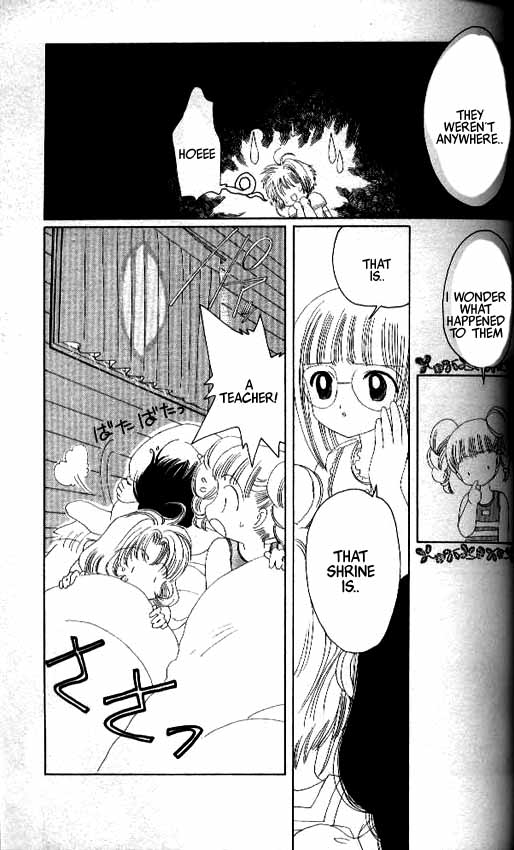 THEY
WEREN'T
ANYWHERE..
HOEEE
I WONDER
WHAT
HAPPENED
TO THEM
THAT
IS..
THAT
SHRINE
IS..
A
TEACHER!
ばた ばたっ
ささっ